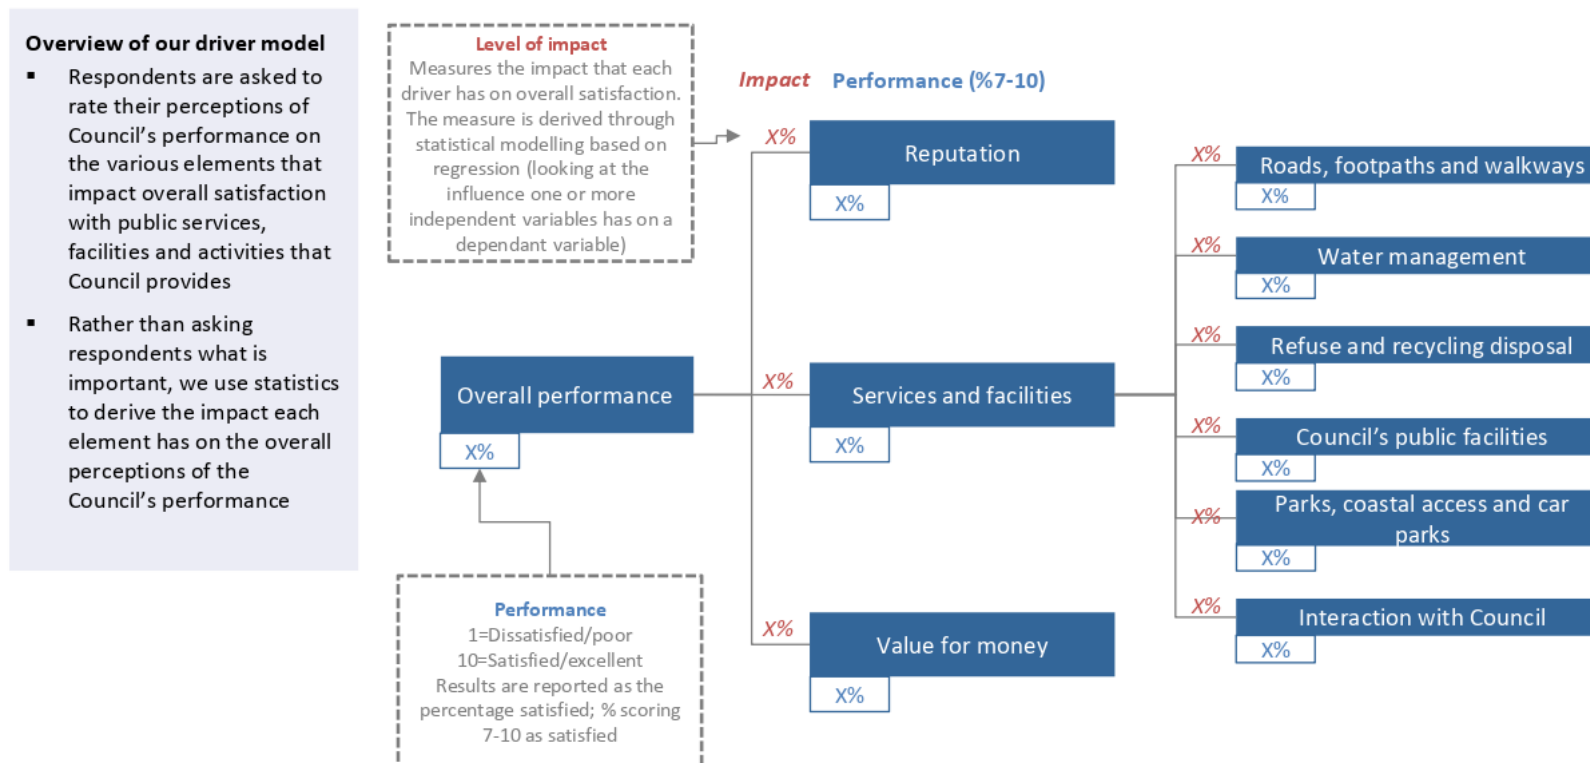 Overview of our driver model
▪ Respondents are asked to
rate their perceptions of
Council’s performance on
the various elements that
impact overall satisfaction
with public services,
facilities and activities that
Council provides
▪ Rather than asking
respondents what is
important, we use statistics
to derive the impact each
element has on the overall
perceptions of the
Council’s performance
Level of impact
Measures the impact that each
driver has on overall satisfaction.
The measure is derived through
statistical modelling based on
regression (looking at the
influence one or more
independent variables has on a
dependant variable)
Overall performance
X%
Performance
1=Dissatisfied/poor
10=Satisfied/excellent
Results are reported as the
percentage satisfied; % scoring
7-10 as satisfied
Impact Performance (%7-10)
X%
Reputation
X%
X%
Services and facilities
X%
X%
Value for money
X%
X%
Roads, footpaths and walkways
X%
X%
Water management
X%
X%
Refuse and recycling disposal
X%
X%
Council’s public facilities
X%
X%
Parks, coastal access and car
parks
X%
X%
Interaction with Council
X%